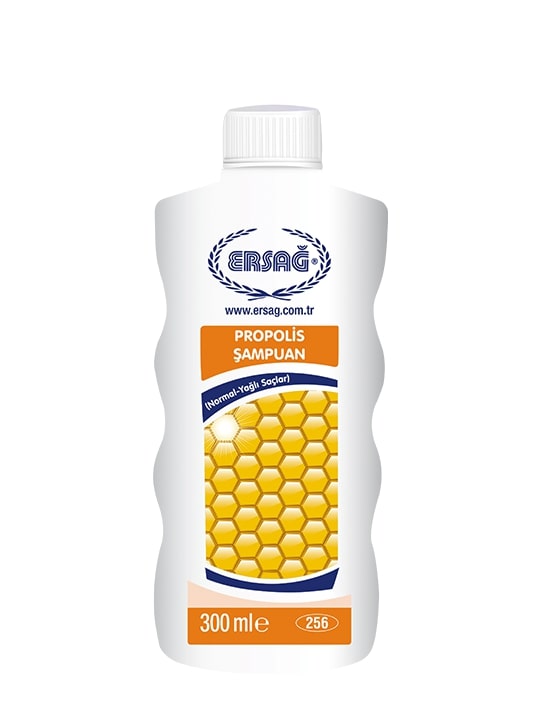 ERSAĞ®
www.ersag.com.tr
PROPOLİS
ŞAMPUAN
(Normal-Yağlı Saçlar)
300 ml ℮
256